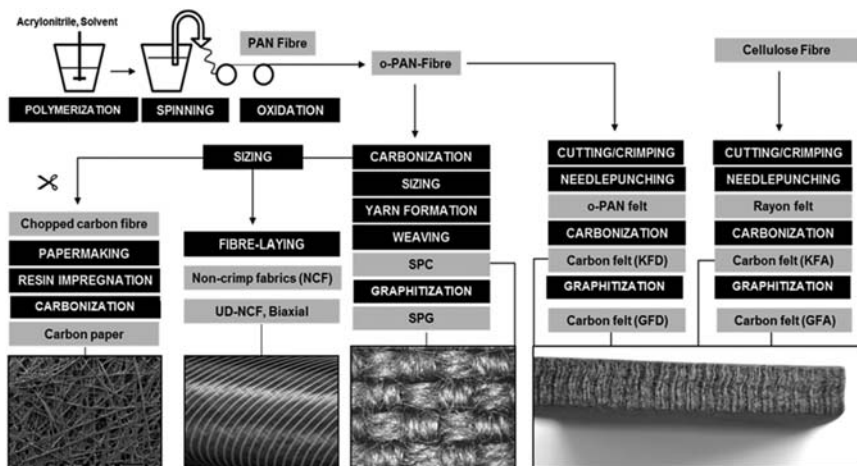 Acrylonitrile, Solvent
PAN Fibre
o-PAN-Fibre
Cellulose Fibre
POLYMERIZATION
SPINNING
OXIDATION
SIZING
Chopped carbon fibre
PAPERMAKING
RESIN IMPREGNATION
CARBONIZATION
Carbon paper
FIBRE-LAYING
Non-crimp fabrics (NCF)
UD-NCF, Biaxial
CARBONIZATION
SIZING
YARN FORMATION
WEAVING
SPC
GRAPHITIZATION
SPG
CUTTING/CRIMPING
NEEDLEPUNCHING
o-PAN felt
CARBONIZATION
Carbon felt (KFD)
GRAPHITIZATION
Carbon felt (GFD)
CUTTING/CRIMPING
NEEDLEPUNCHING
Rayon felt
CARBONIZATION
Carbon felt (KFA)
GRAPHITIZATION
Carbon felt (GFA)